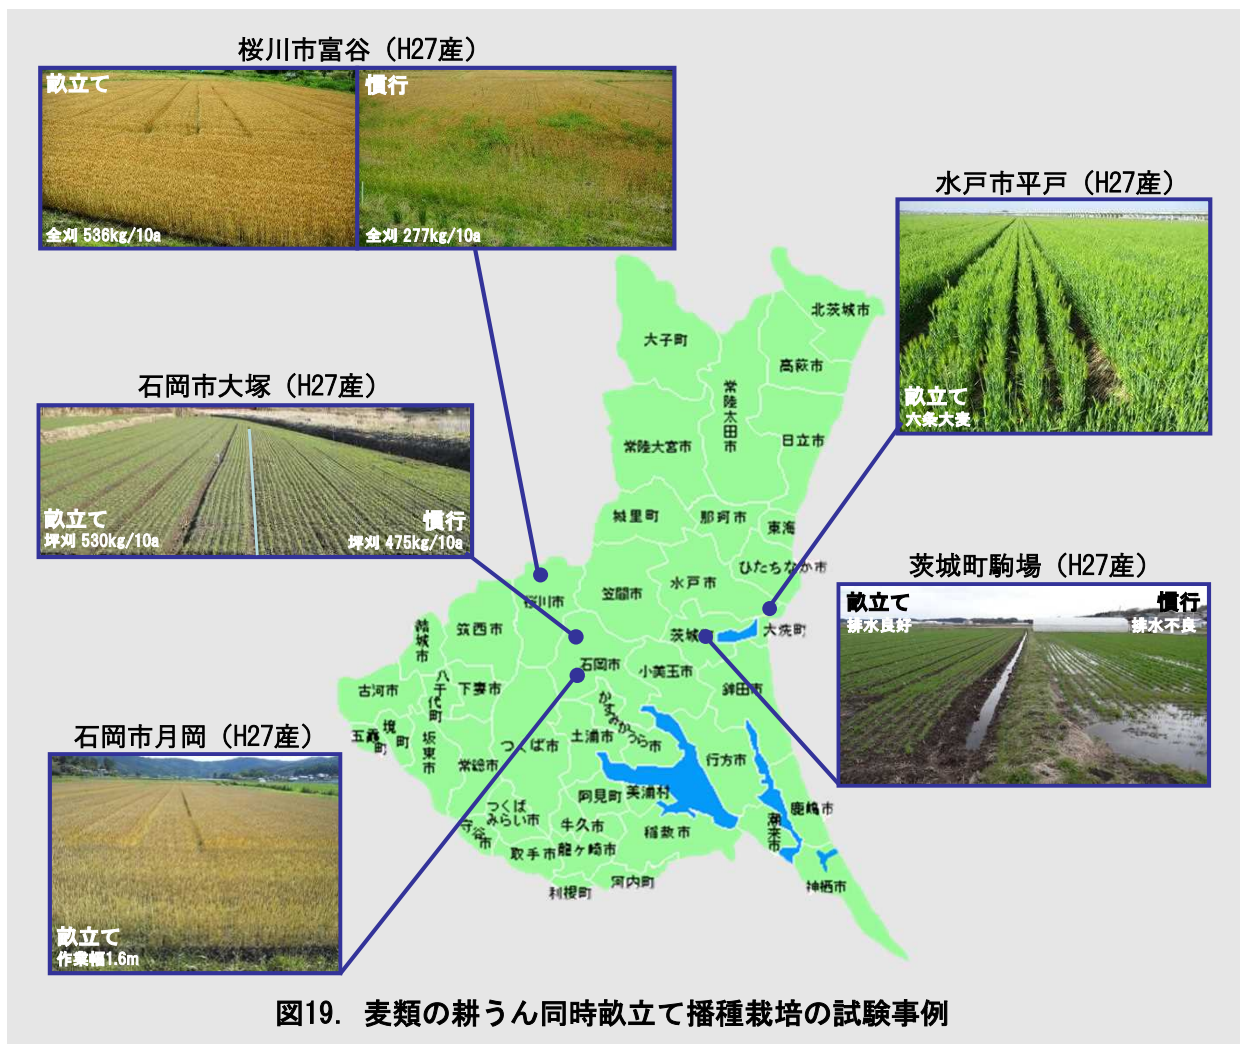 桜川市富谷（H27産）
畝立て
慣行
全刈 536kg/10a
全刈 277kg/10a
水戸市平戸（H27産）
畝立て
六条大麦
石岡市大塚（H27産）
畝立て
慣行
坪刈 530kg/10a
坪刈 475kg/10a
茨城町駒場（H27産）
畝立て
慣行
排水良好
排水不良
石岡市月岡（H27産）
畝立て
作業幅1.6m
北茨城市
大子町
高萩市
常陸太田市
日立市
常陸大宮市
城里町
那珂市
東海
ひたちなか市
水戸市
笠間市
桜川市
筑西市
結城市
茨城
大洗町
石岡市
小美玉市
鉾田市
八千代町
下妻市
古河市
かすみがうら市
五霞町
境町
坂東市
つくば市
土浦市
行方市
常総市
阿見町
美浦村
つくば
みらい市
守谷市
牛久市
稲敷市
潮来市
鹿嶋市
取手市
龍ヶ崎市
利根町
河内町
神栖市
図19. 麦類の耕うん同時畝立て播種栽培の試験事例